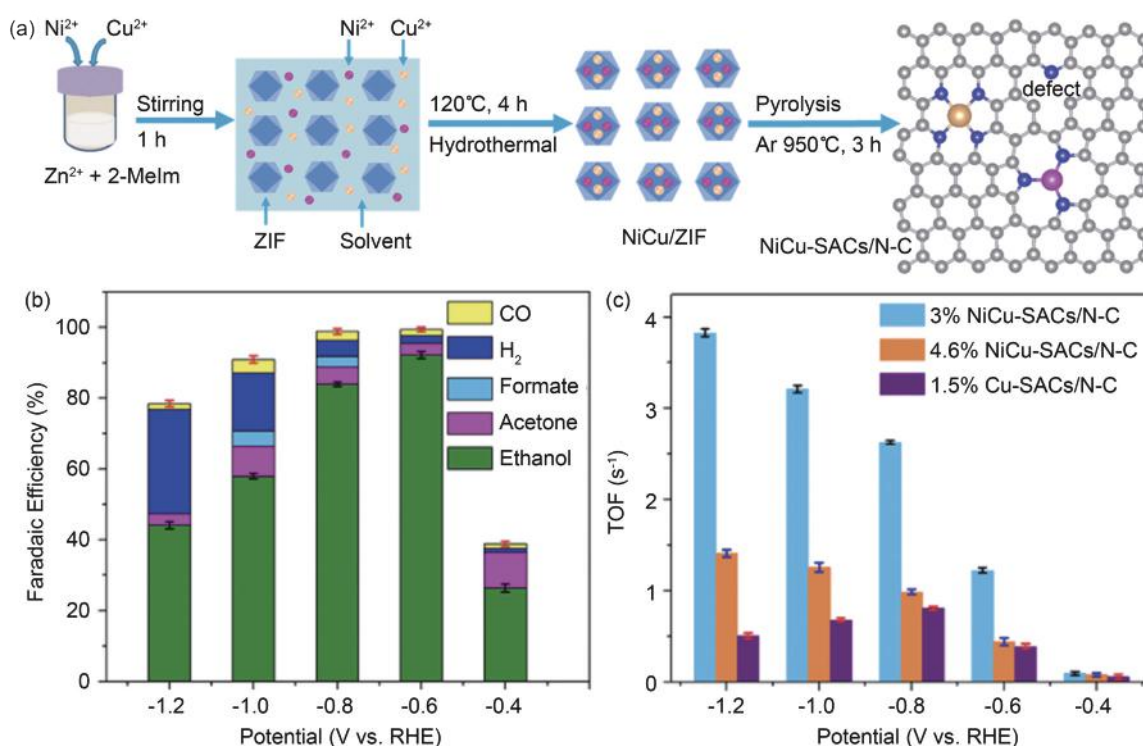 (a)
Ni²⁺ Cu²⁺
Zn²⁺ + 2-MeIm
Stirring
1 h
Ni²⁺ Cu²⁺
ZIF Solvent
120℃, 4 h
Hydrothermal
NiCu/ZIF
Pyrolysis
Ar 950℃, 3 h
defect
NiCu-SACs/N-C
(b)
Faradaic Efficiency (%)
100
80
60
40
20
0
CO
H₂
Formate
Acetone
Ethanol
-1.2 -1.0 -0.8 -0.6 -0.4
Potential (V vs. RHE)
(c)
TOF (s⁻¹)
4
3
2
1
0
3% NiCu-SACs/N-C
4.6% NiCu-SACs/N-C
1.5% Cu-SACs/N-C
-1.2 -1.0 -0.8 -0.6 -0.4
Potential (V vs. RHE)